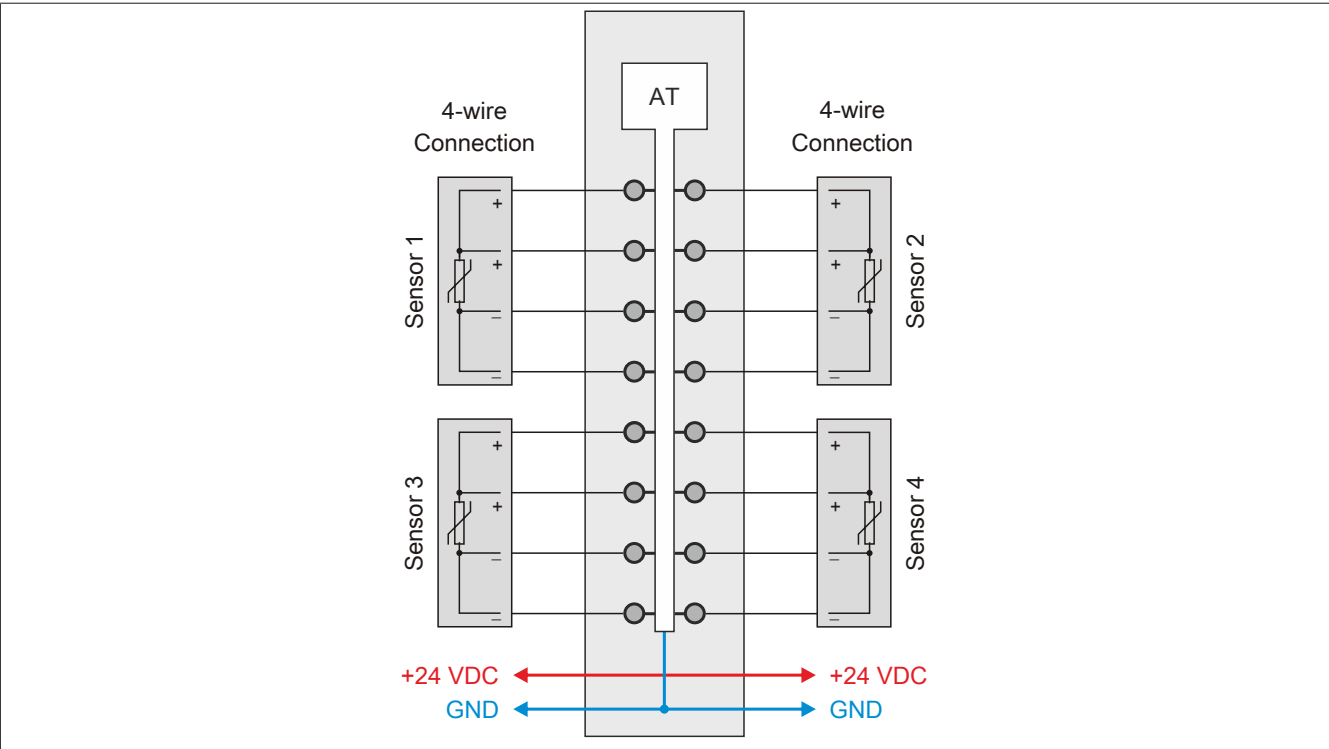 AT
4-wire
Connection
4-wire
Connection
Sensor 1
+
+
–
–
Sensor 2
+
+
–
–
Sensor 3
+
+
–
–
Sensor 4
+
+
–
–
+24 VDC
+24 VDC
GND
GND